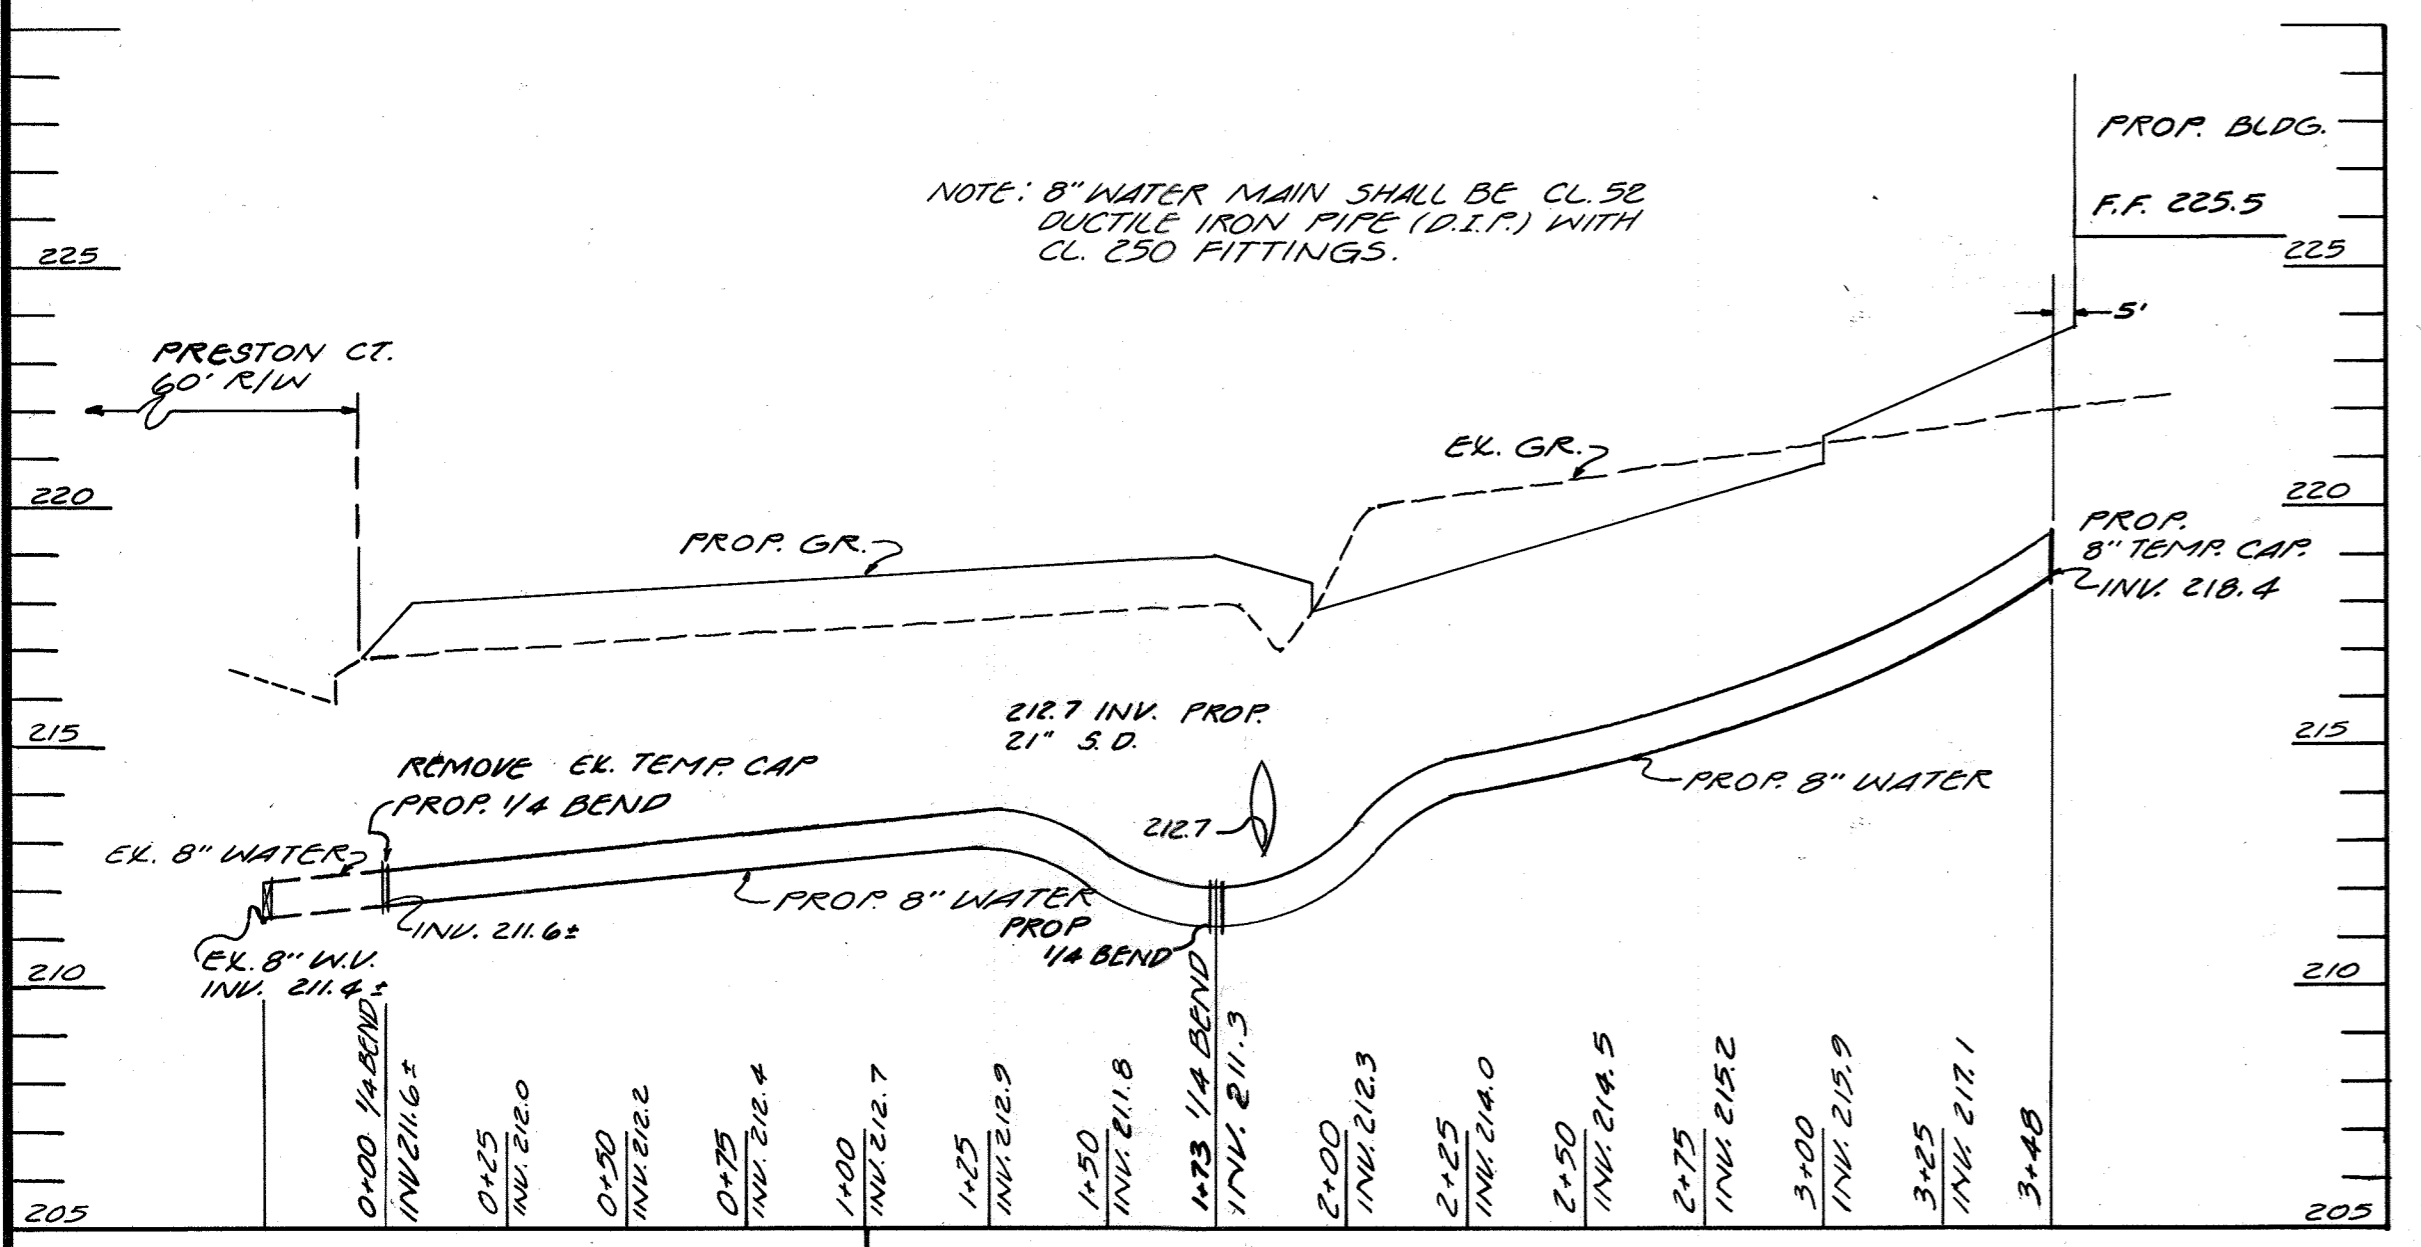 PROP. BLDG.
F.F. 225.5
NOTE: 8" WATER MAIN SHALL BE CL. 52
DUCTILE IRON PIPE (D.I.P.) WITH
CL. 250 FITTINGS.
225
225
5'
PRESTON CT.
60' R/W
EX. GR.
220
220
PROP. GR.
PROP.
8" TEMP. CAP.
INV. 218.4
212.7 INV. PROP.
21" S.D.
215
215
REMOVE EX. TEMP. CAP
PROP. 1/4 BEND
PROP. 8" WATER
212.7
EX. 8" WATER
PROP. 8" WATER
INV. 211.6±
PROP
1/4 BEND
EX. 8" W.V.
INV. 211.4±
210
210
0+00 1/4 BEND
INV 211.6±
0+25
INV. 212.0
0+50
INV. 212.2
0+75
INV. 212.4
1+00
INV. 212.7
1+25
INV. 212.9
1+50
INV. 211.8
1+73 1/4 BEND
INV. 211.3
2+00
INV. 212.3
2+25
INV. 214.0
2+50
INV. 214.5
2+75
INV. 215.2
3+00
INV. 215.9
3+25
INV. 217.1
3+48
205
205